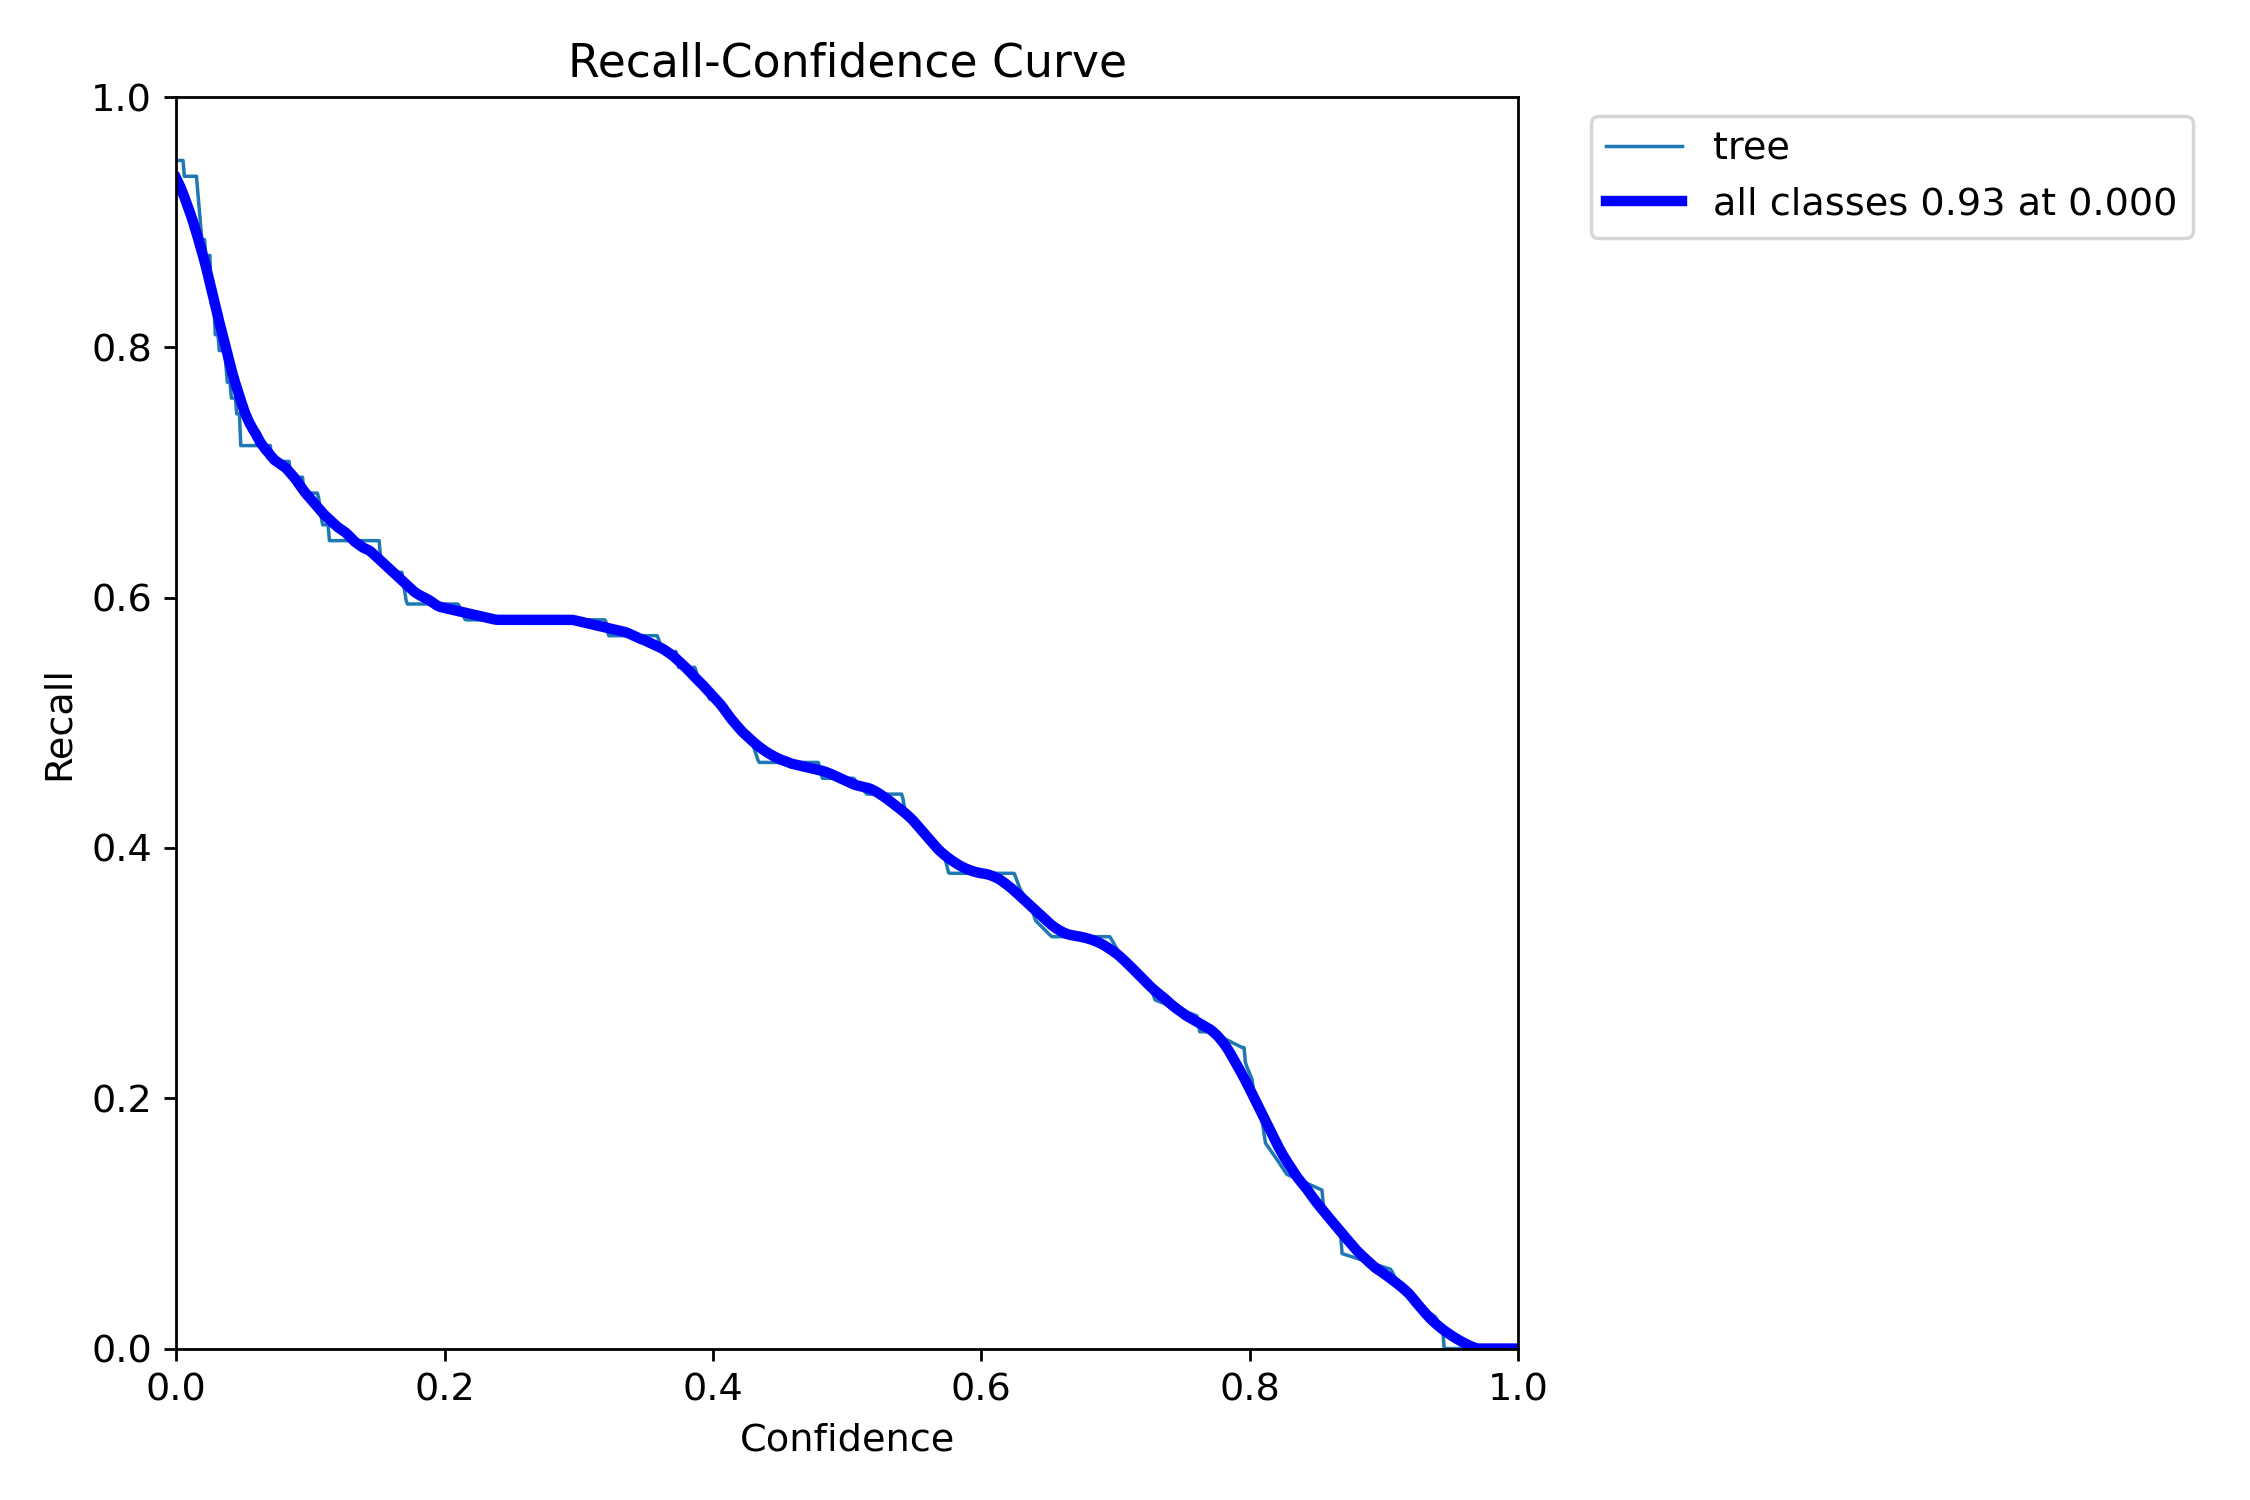 Recall-Confidence Curve
1.0
0.8
0.6
0.4
0.2
0.0
Recall
0.0 0.2 0.4 0.6 0.8 1.0
Confidence
tree
all classes 0.93 at 0.000